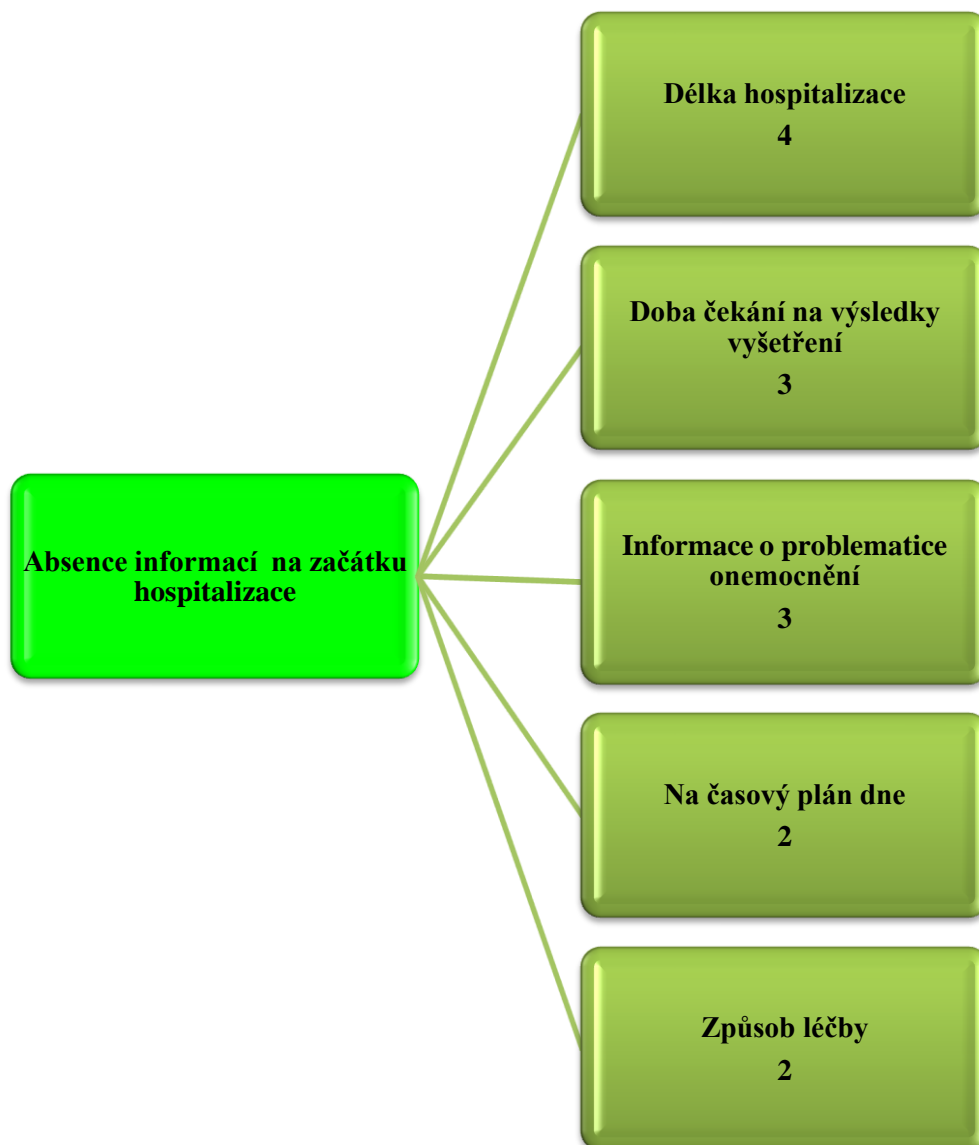 Délka hospitalizace
4
Doba čekání na výsledky
vyšetření
3
Absence informací  na začátku
hospitalizace
Informace o problematice
onemocnění
3
Na časový plán dne
2
Způsob léčby
2